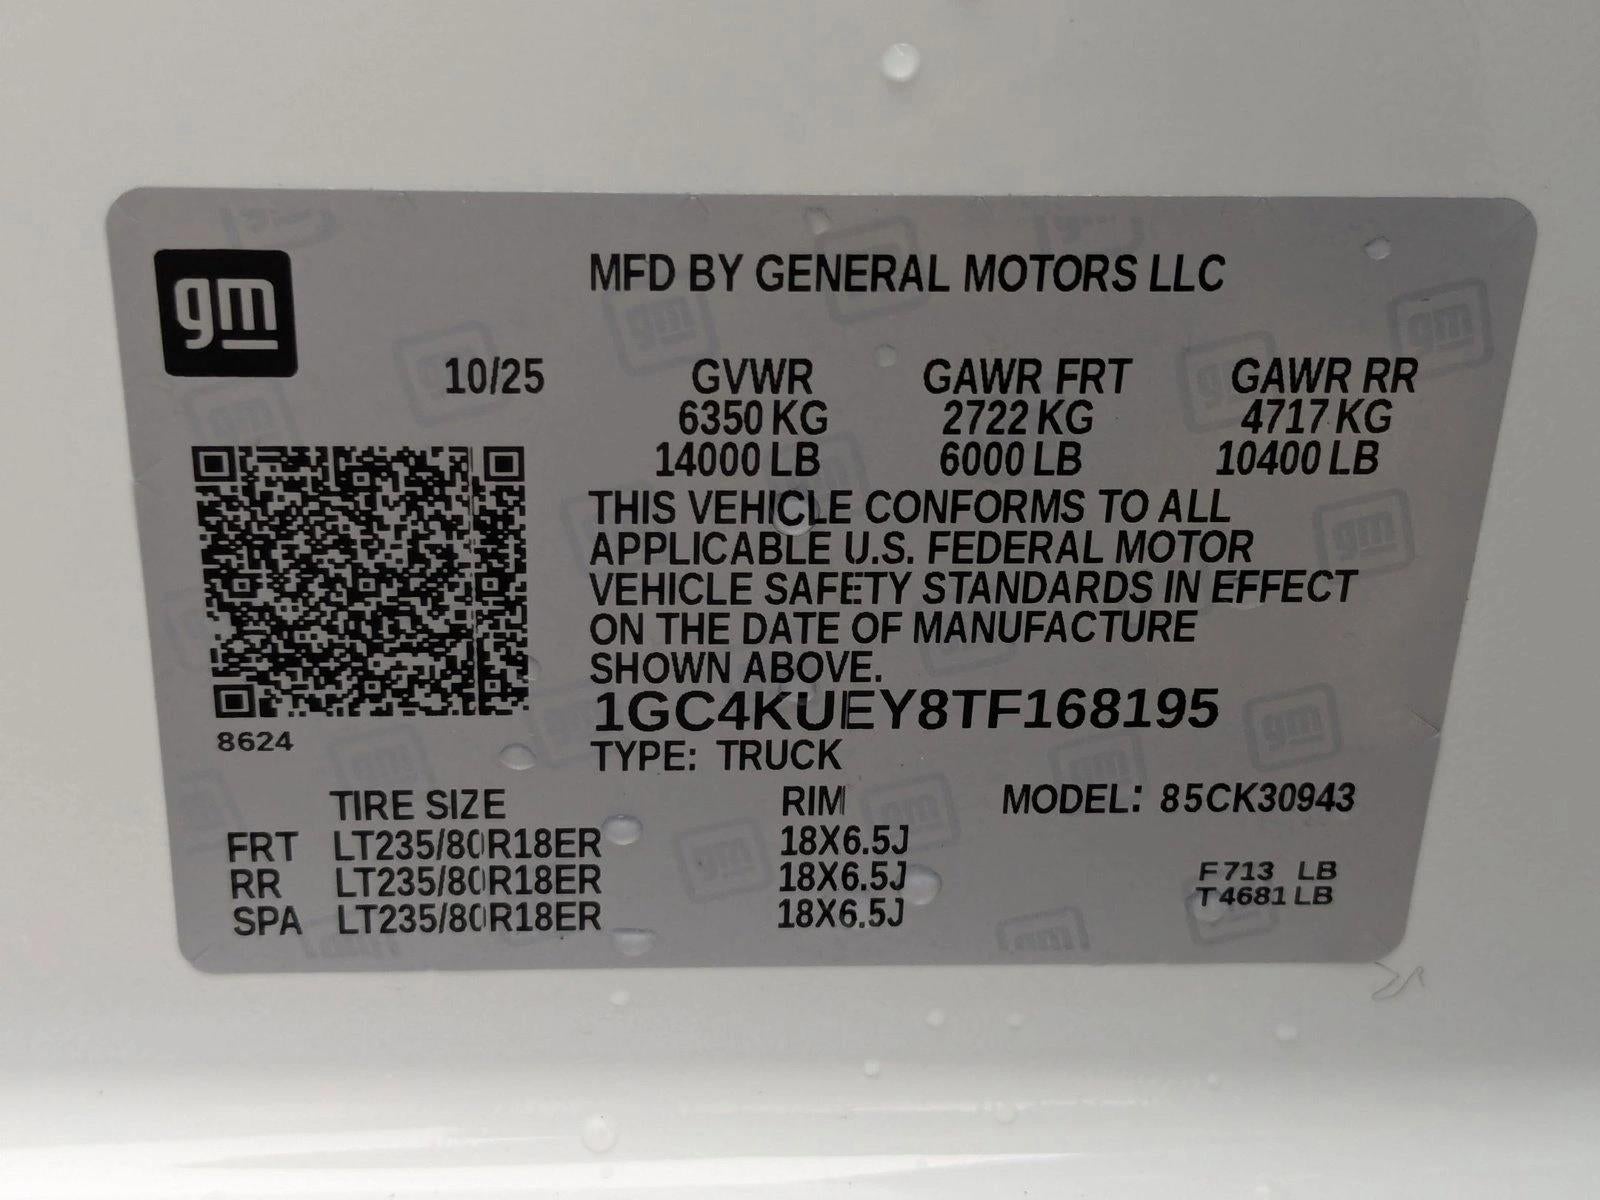 gm
MFD BY GENERAL MOTORS LLC
10/25 GVWR GAWR FRT GAWR RR
6350 KG 2722 KG 4717 KG
14000 LB 6000 LB 10400 LB
THIS VEHICLE CONFORMS TO ALL
APPLICABLE U.S. FEDERAL MOTOR
VEHICLE SAFETY STANDARDS IN EFFECT
ON THE DATE OF MANUFACTURE
SHOWN ABOVE.
1GC4KUEY8TF168195
8624
TYPE: TRUCK
TIRE SIZE RIM MODEL: 85CK30943
FRT LT235/80R18ER 18X6.5J
RR LT235/80R18ER 18X6.5J F 713 LB
SPA LT235/80R18ER 18X6.5J T 4681 LB